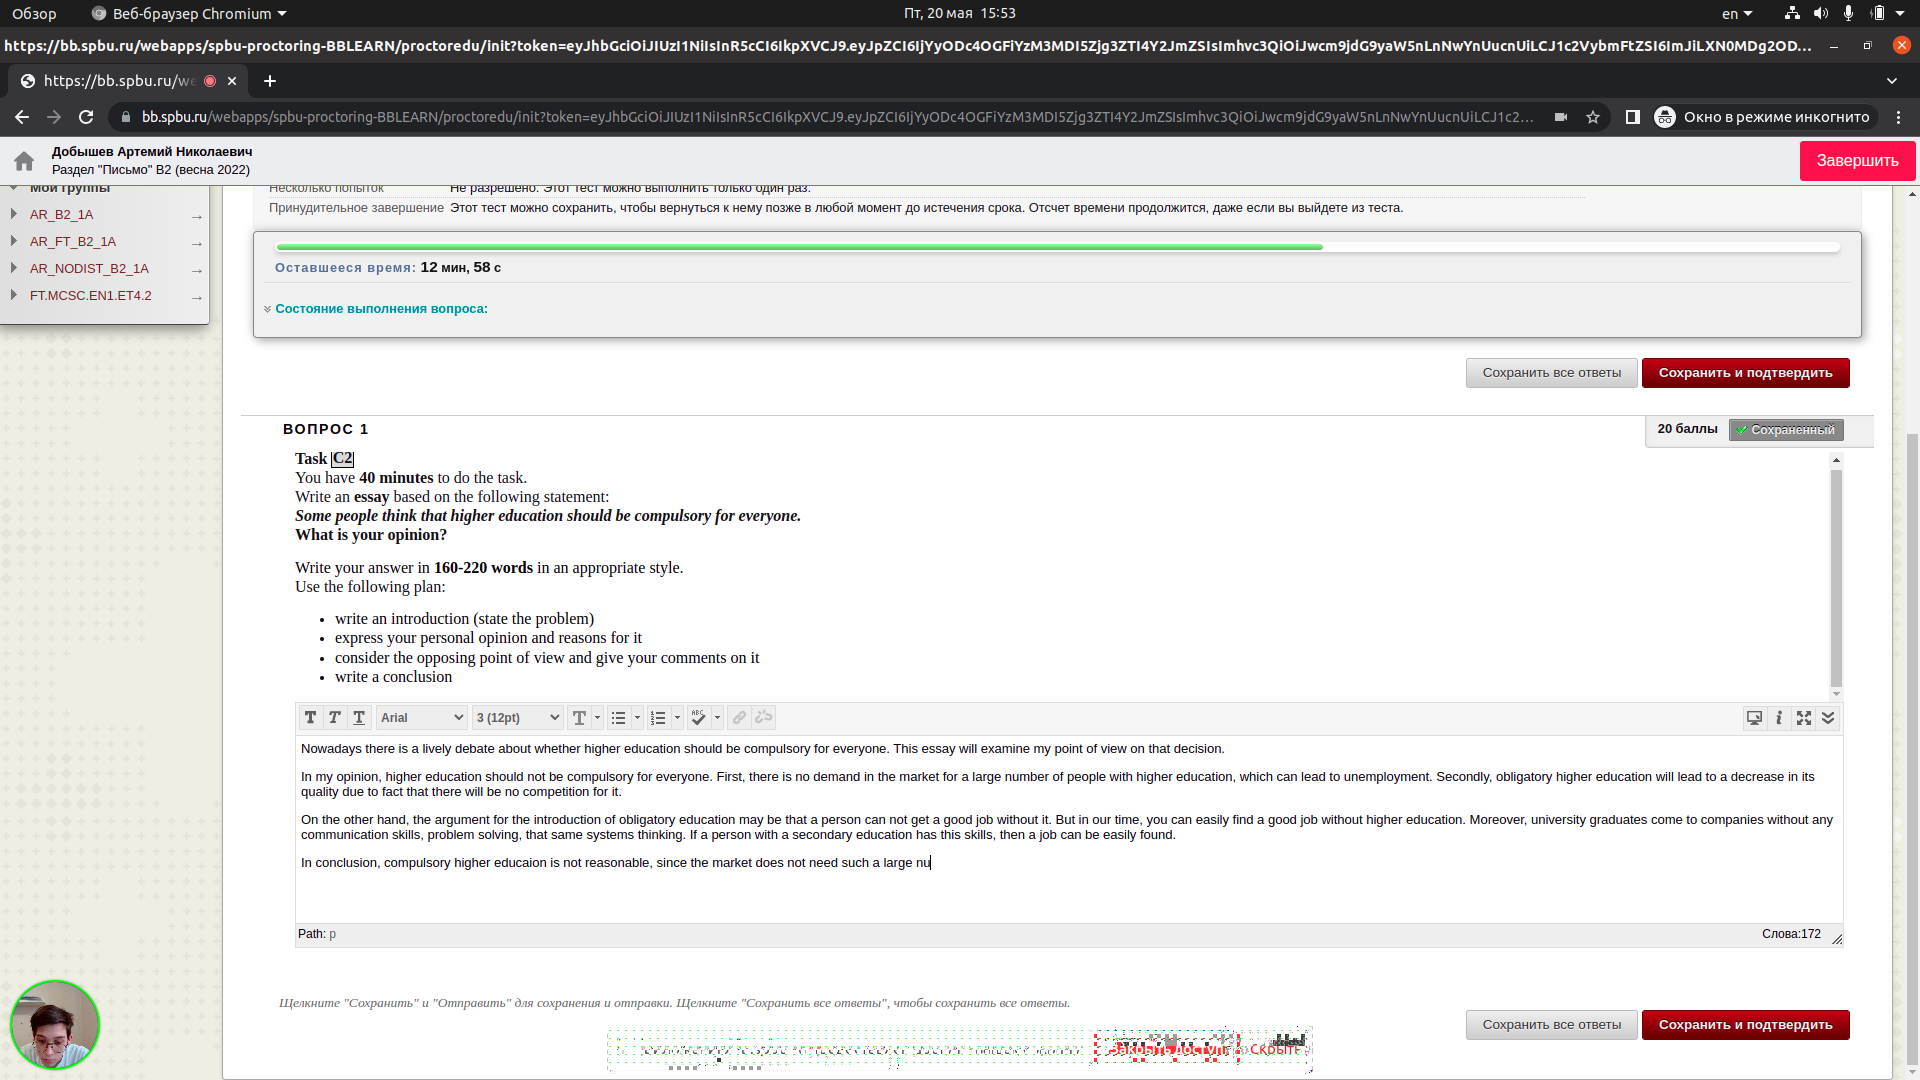 Обзор
Веб-браузер Chromium
Пт, 20 мая 15:53
en
https://bb.spbu.ru/webapps/spbu-proctoring-BBLEARN/proctoredu/init?token=eyJhbGciOiJIUzI1NiIsInR5cCI6IkpXVCJ9.eyJpZCI6IjYyODc4OGFiYzM3MDI5Zjg3ZTI4Y2JmZSIsImhvc3QiOiJwcm9jdG9yaW5nLnNwYnUucnUiLCJ1c2VybmFtZSI6ImJiLXN0MDg2OD...
https://bb.spbu.ru/we
bb.spbu.ru/webapps/spbu-proctoring-BBLEARN/proctoredu/init?token=eyJhbGciOiJIUzI1NiIsInR5cCI6IkpXVCJ9.eyJpZCI6IjYyODc4OGFiYzM3MDI5Zjg3ZTI4Y2JmZSIsImhvc3QiOiJwcm9jdG9yaW5nLnNwYnUucnUiLCJ1c2...
Окно в режиме инкогнито
Добышев Артемий Николаевич
Раздел "Письмо" B2 (весна 2022)
Завершить
Мои группы
AR_B2_1A
AR_FT_B2_1A
AR_NODIST_B2_1A
FT.MCSC.EN1.ET4.2
Несколько попыток Не разрешено. Этот тест можно выполнить только один раз.
Принудительное завершение Этот тест можно сохранить, чтобы вернуться к нему позже в любой момент до истечения срока. Отсчет времени продолжится, даже если вы выйдете из теста.
Оставшееся время: 12 мин, 58 с
Состояние выполнения вопроса:
Сохранить все ответы
Сохранить и подтвердить
ВОПРОС 1
20 баллы
Сохраненный
Task C2
You have 40 minutes to do the task.
Write an essay based on the following statement:
Some people think that higher education should be compulsory for everyone.
What is your opinion?
Write your answer in 160-220 words in an appropriate style.
Use the following plan:
• write an introduction (state the problem)
• express your personal opinion and reasons for it
• consider the opposing point of view and give your comments on it
• write a conclusion
T T T Arial 3 (12pt)
Nowadays there is a lively debate about whether higher education should be compulsory for everyone. This essay will examine my point of view on that decision.
In my opinion, higher education should not be compulsory for everyone. First, there is no demand in the market for a large number of people with higher education, which can lead to unemployment. Secondly, obligatory higher education will lead to a decrease in its
quality due to fact that there will be no competition for it.
On the other hand, the argument for the introduction of obligatory education may be that a person can not get a good job without it. But in our time, you can easily find a good job without higher education. Moreover, university graduates come to companies without any
communication skills, problem solving, that same systems thinking. If a person with a secondary education has this skills, then a job can be easily found.
In conclusion, compulsory higher educaion is not reasonable, since the market does not need such a large nu
Path: p
Слова:172
Щелкните "Сохранить" и "Отправить" для сохранения и отправки. Щелкните "Сохранить все ответы", чтобы сохранить все ответы.
Сохранить все ответы
Сохранить и подтвердить
Закрыть доступ
Скрыть